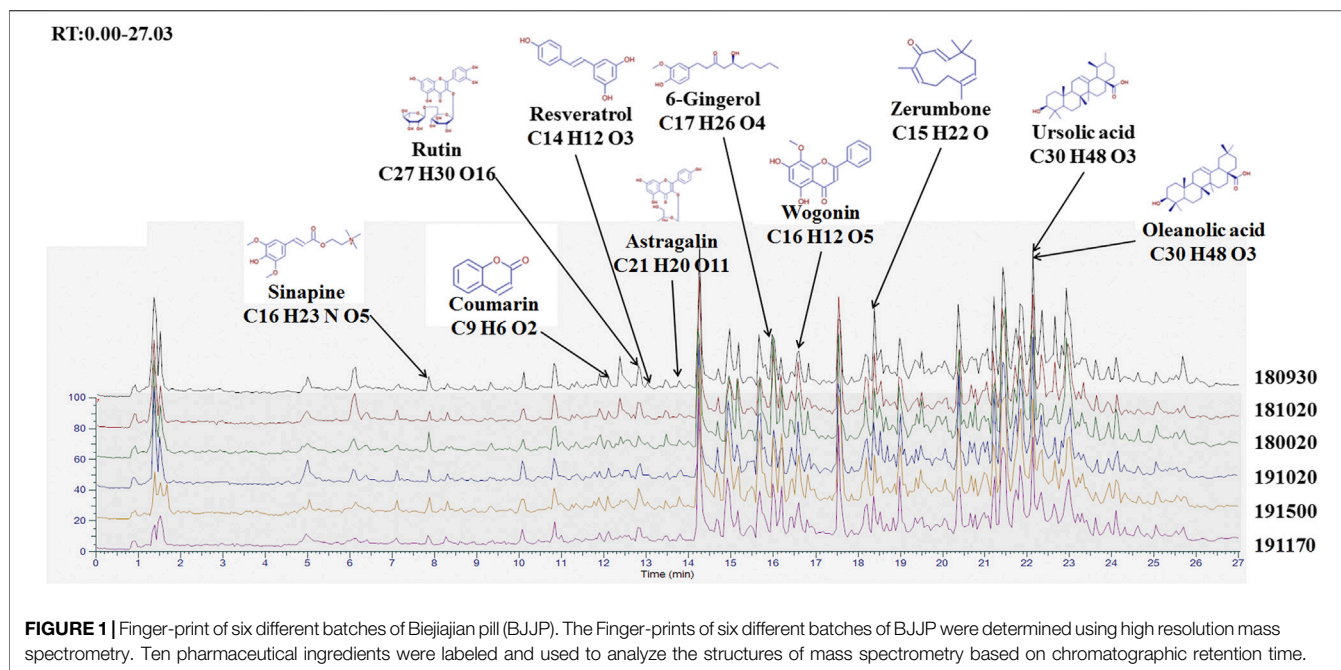 RT:0.00-27.03
Sinapine
C16 H23 N O5
Rutin
C27 H30 O16
Coumarin
C9 H6 O2
Resveratrol
C14 H12 O3
Astragalin
C21 H20 O11
6-Gingerol
C17 H26 O4
Wogonin
C16 H12 O5
Zerumbone
C15 H22 O
Ursolic acid
C30 H48 O3
Oleanolic acid
C30 H48 O3
180930
181020
180020
191020
191500
191170
100
80
60
40
20
0
0 1 2 3 4 5 6 7 8 9 10 11 12 13 14 15 16 17 18 19 20 21 22 23 24 25 26 27
Time (min)
FIGURE 1 | Finger-print of six different batches of Biejiajian pill (BJJP). The Finger-prints of six different batches of BJJP were determined using high resolution mass
spectrometry. Ten pharmaceutical ingredients were labeled and used to analyze the structures of mass spectrometry based on chromatographic retention time.